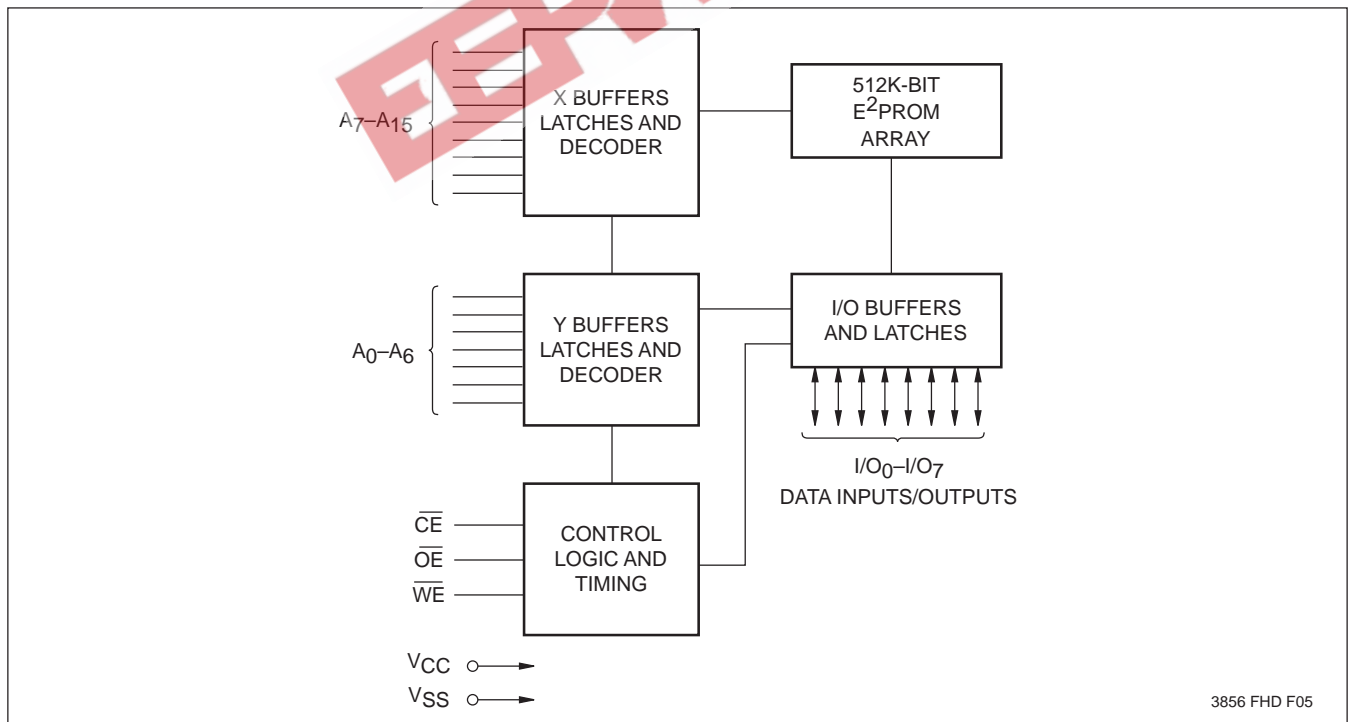 X BUFFERS
LATCHES AND
DECODER
A7–A15
512K-BIT
E2PROM
ARRAY
Y BUFFERS
LATCHES AND
DECODER
A0–A6
I/O BUFFERS
AND LATCHES
I/O0–I/O7
DATA INPUTS/OUTPUTS
CE
OE
WE
CONTROL
LOGIC AND
TIMING
VCC
VSS
3856 FHD F05